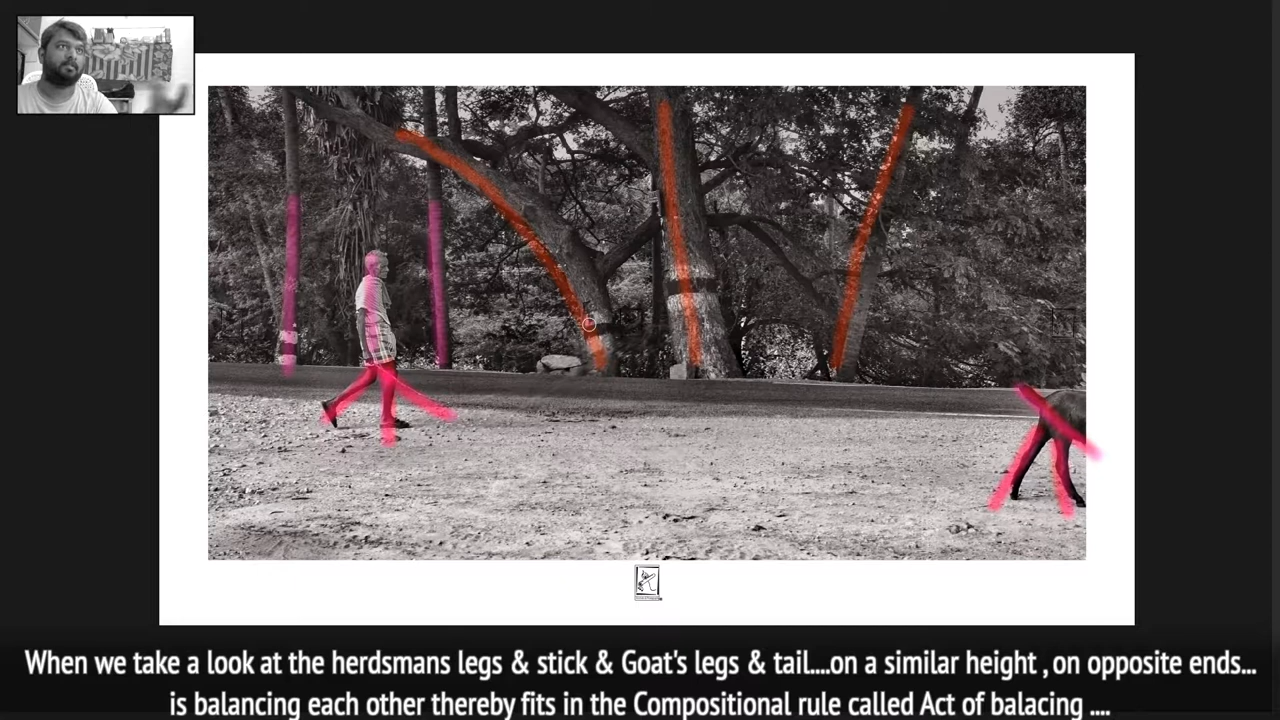 When we take a look at the herdsmans legs & stick & Goat's legs & tail....on a similar height , on opposite ends...
is balancing each other thereby fits in the Compositional rule called Act of balacing ....